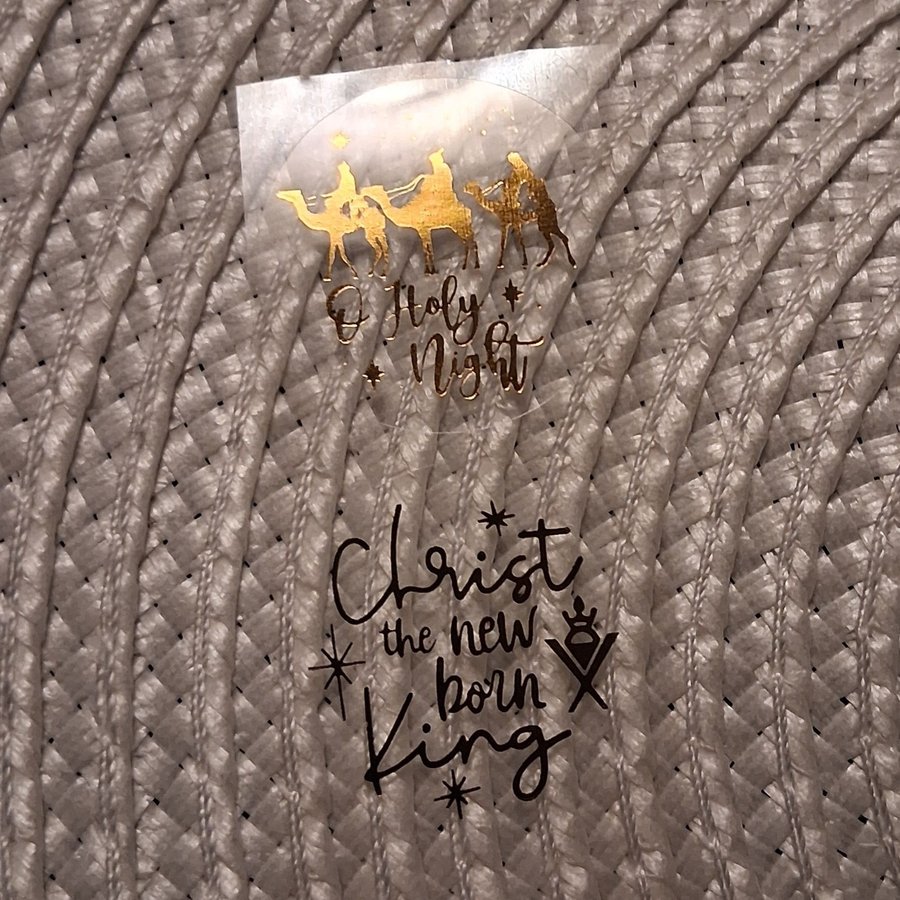 O Holy
Night
Christ
the new
born
King